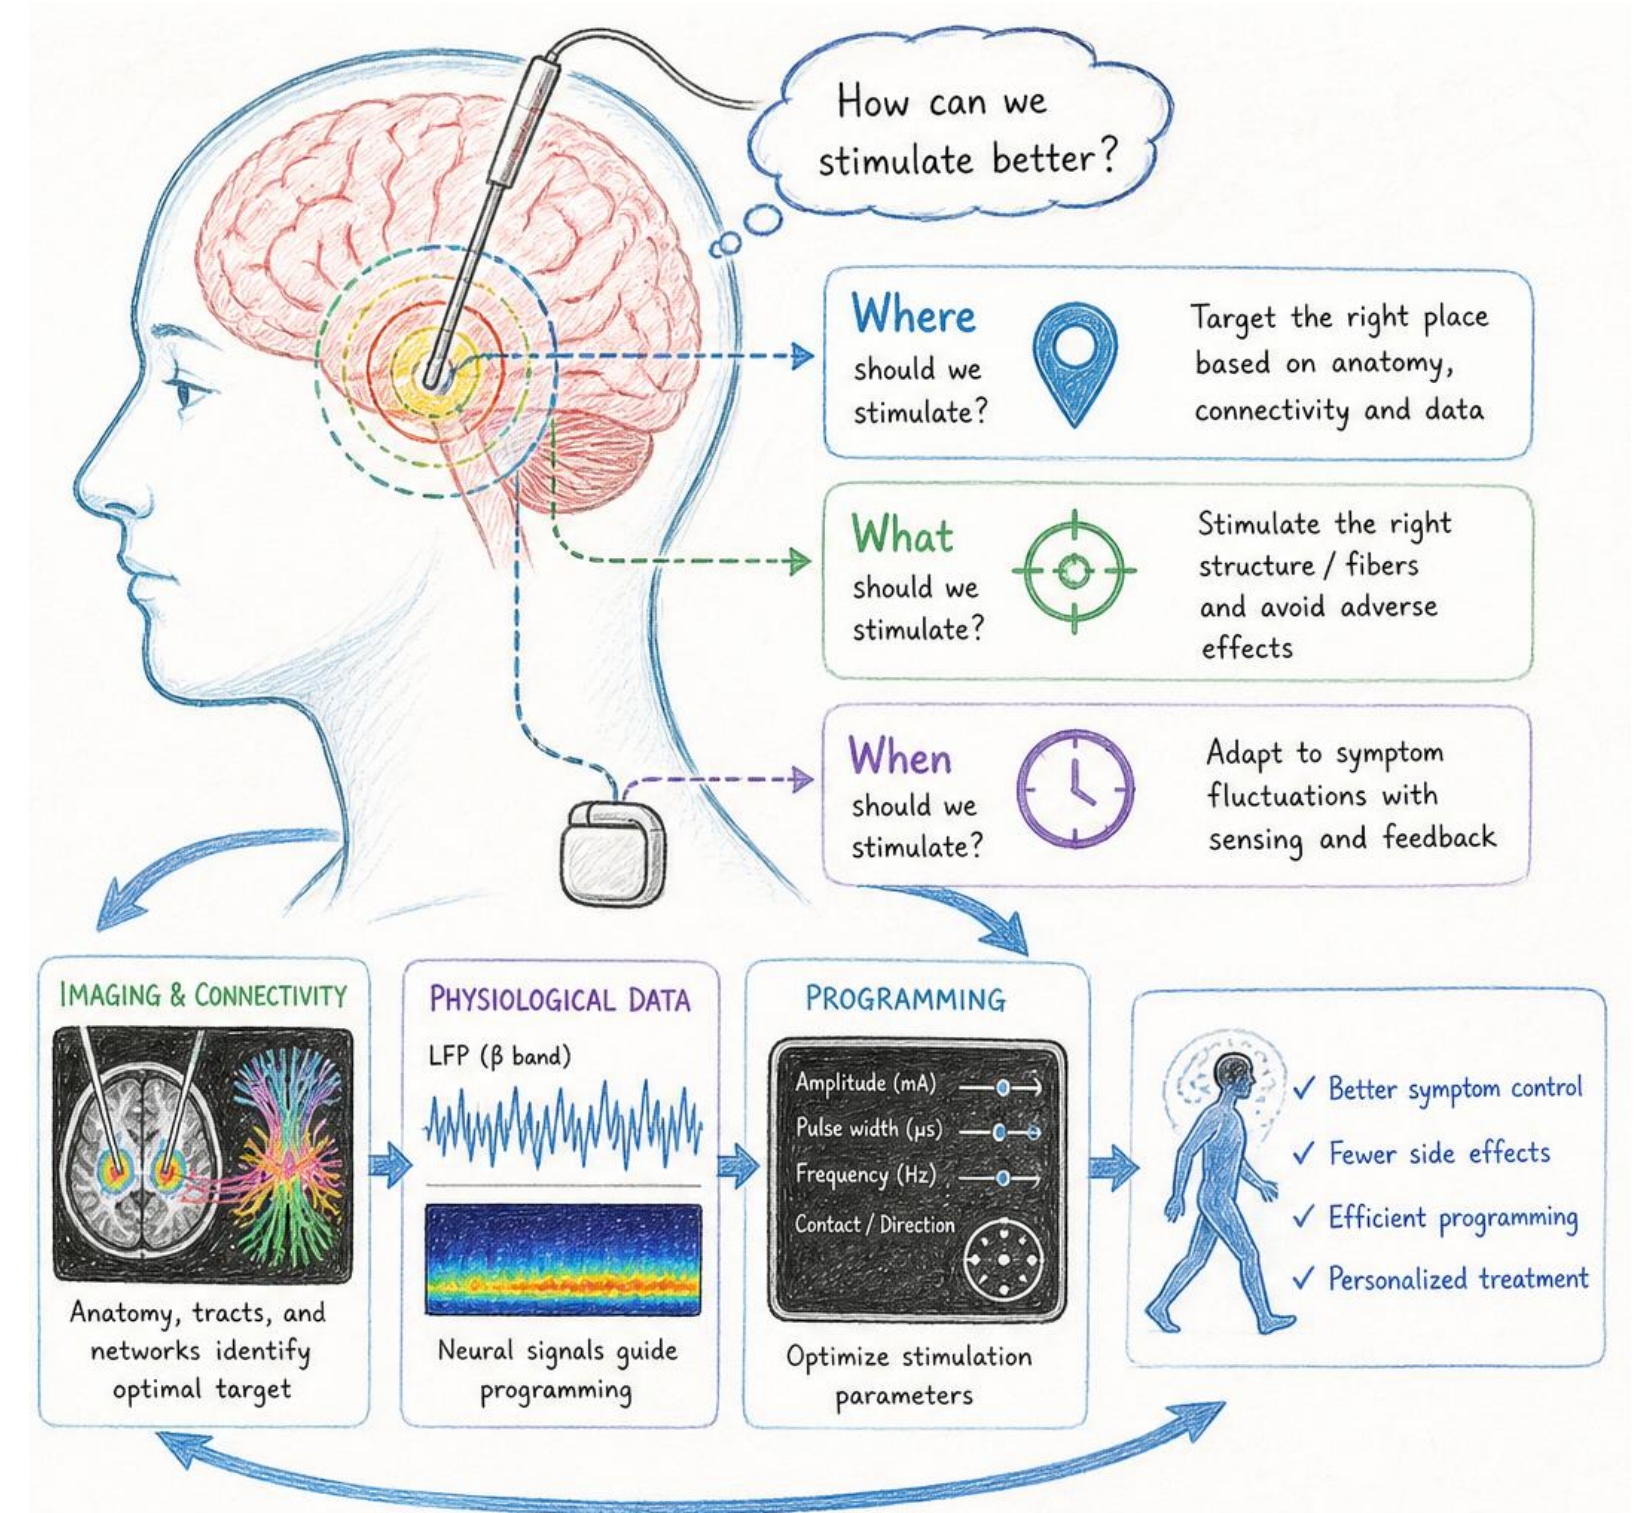 How can we
stimulate better?
Where
should we
stimulate?
Target the right place
based on anatomy,
connectivity and data
What
should we
stimulate?
Stimulate the right
structure / fibers
and avoid adverse
effects
When
should we
stimulate?
Adapt to symptom
fluctuations with
sensing and feedback
IMAGING & CONNECTIVITY
Anatomy, tracts, and
networks identify
optimal target
PHYSIOLOGICAL DATA
LFP (β band)
Neural signals guide
programming
PROGRAMMING
Amplitude (mA)
Pulse width (µs)
Frequency (Hz)
Contact / Direction
Optimize stimulation
parameters
✓ Better symptom control
✓ Fewer side effects
✓ Efficient programming
✓ Personalized treatment